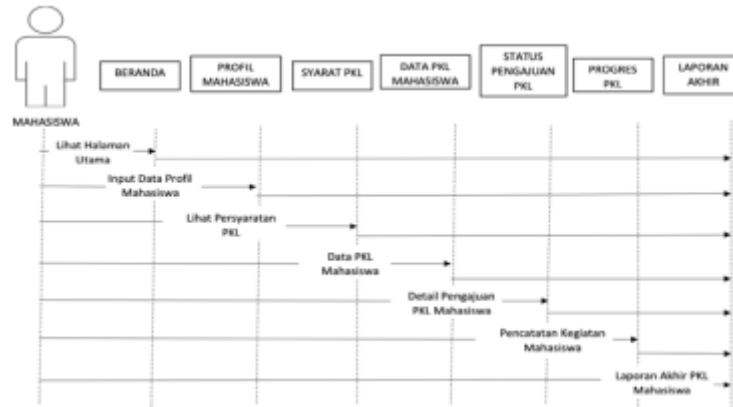 BERANDA
PROFIL
MAHASISWA
SYARAT PKL
DATA PKL
MAHASISWA
STATUS
PENGAJUAN
PKL
PROGRES
PKL
LAPORAN
AKHIR
MAHASISWA
Lihat Halaman
Utama
Input Data Profil
Mahasiswa
Lihat Persyaratan
PKL
Data PKL
Mahasiswa
Detail Pengajuan
PKL Mahasiswa
Pencatatan Kegiatan
Mahasiswa
Laporan Akhir PKL
Mahasiswa